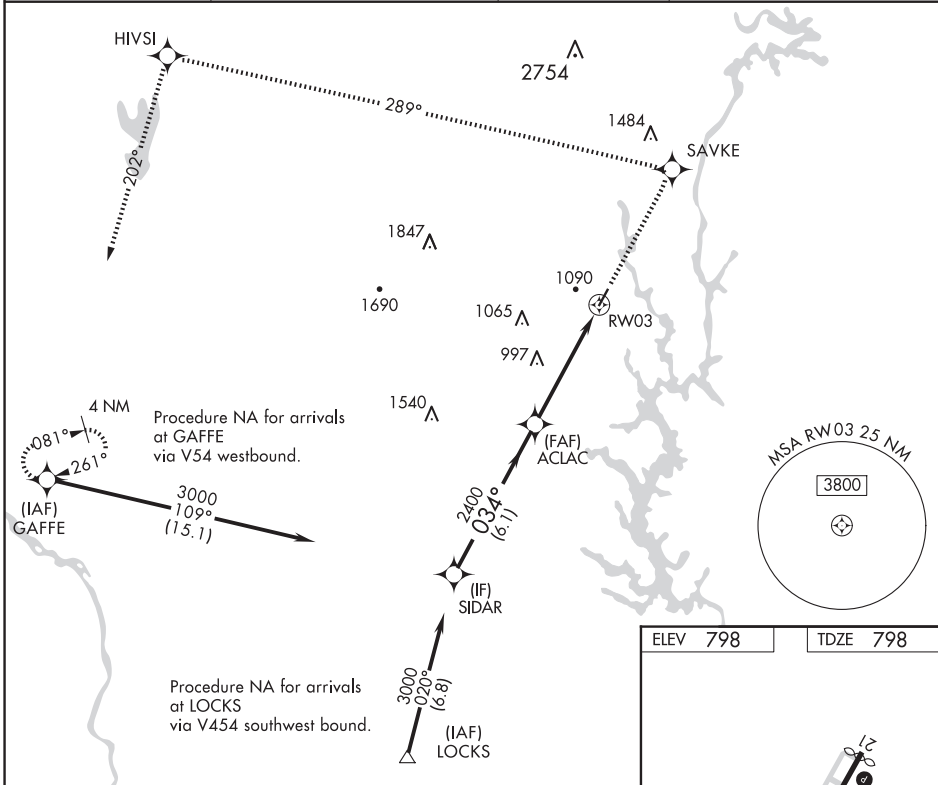 HIVSI
2754
289°
1484
SAVKE
202°
1847
1690
1090
1065
RW03
997
1540
4 NM
081°
261°
Procedure NA for arrivals
at GAFFE
via V54 westbound.
(IAF)
GAFFE
3000
109°
(15.1)
(FAF)
ACLAC
2400
034°
(6.1)
(IF)
SIDAR
MSA RW03 25 NM
3800
3000
020°
(6.8)
Procedure NA for arrivals
at LOCKS
via V454 southwest bound.
(IAF)
LOCKS
ELEV 798
TDZE 798
21
P